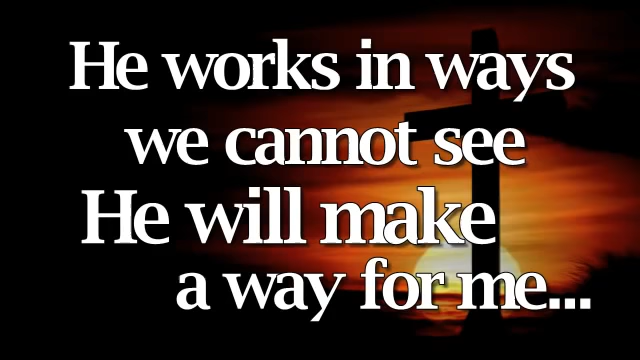 He works in ways
we cannot see
He will make
a way for me...